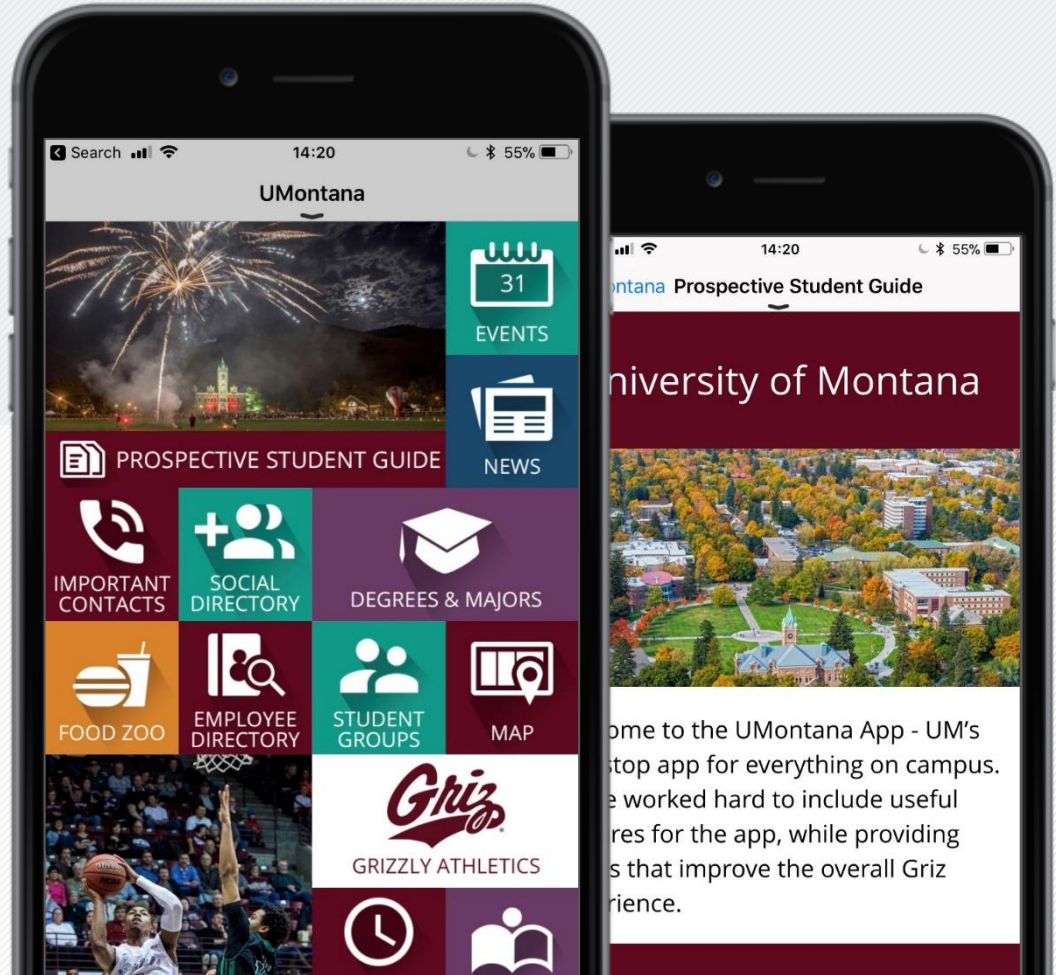 Search
14:20
55%
UMontana
31
EVENTS
PROSPECTIVE STUDENT GUIDE
NEWS
IMPORTANT
CONTACTS
SOCIAL
DIRECTORY
DEGREES & MAJORS
FOOD ZOO
EMPLOYEE
DIRECTORY
STUDENT
GROUPS
MAP
Griz
GRIZZLY ATHLETICS
14:20
55%
ntana Prospective Student Guide
niversity of Montana
ome to the UMontana App - UM's
stop app for everything on campus.
e worked hard to include useful
res for the app, while providing
s that improve the overall Griz
rience.